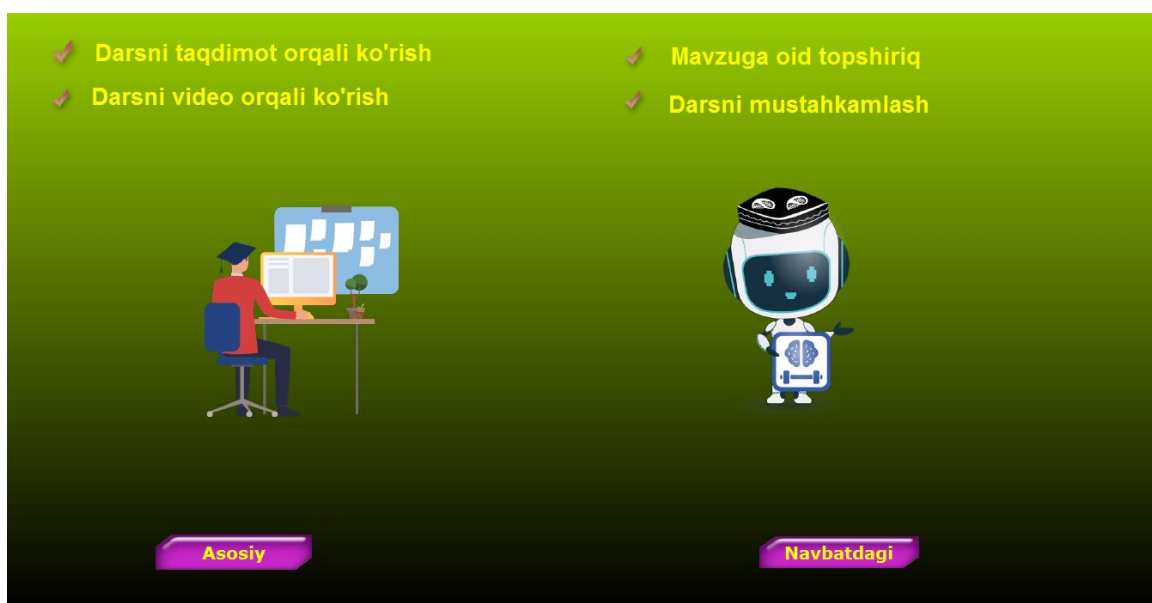 Darsni taqdimot orqali ko'rish
Darsni video orqali ko'rish
Mavzuga oid topshiriq
Darsni mustahkamlash
Asosiy
Navbatdagi